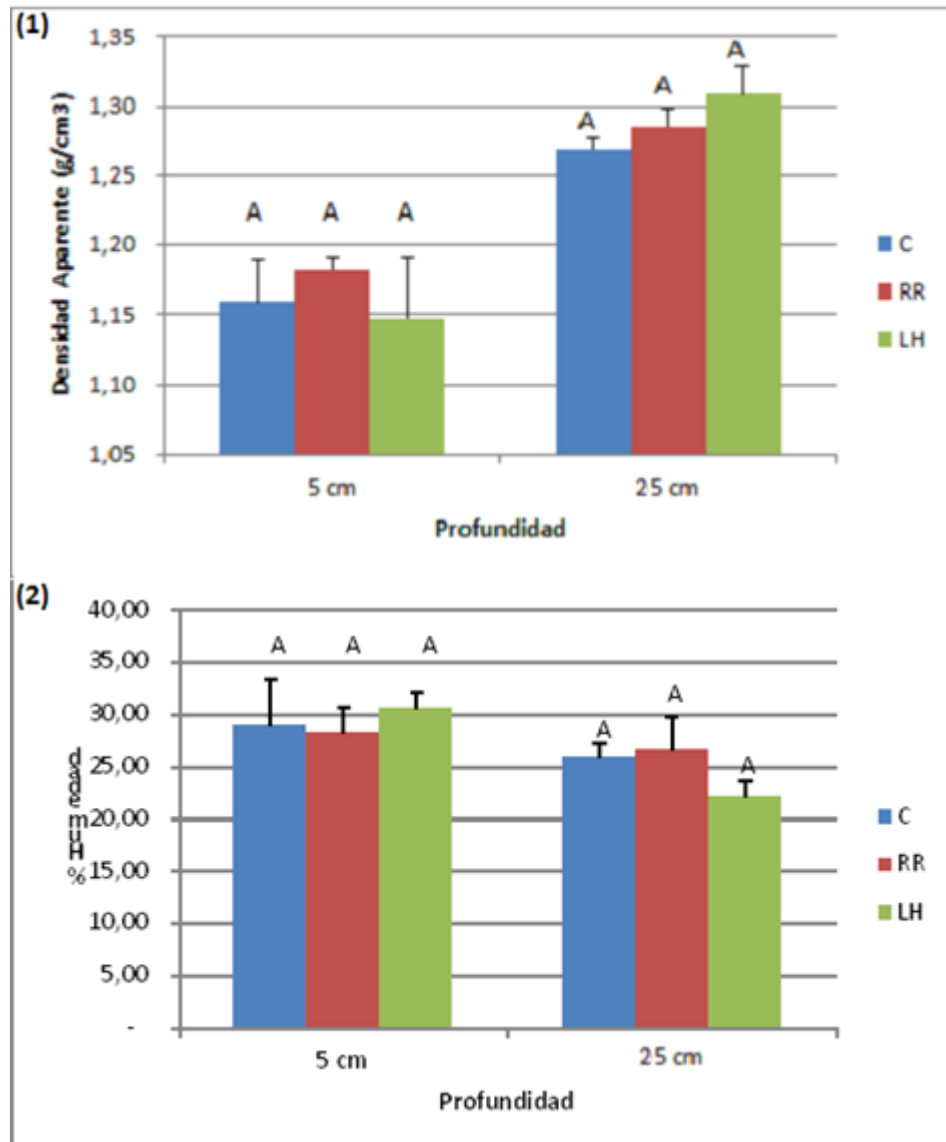 (1)
Densidad Aparente (g/cm3)
1,35
1,30
1,25
1,20
1,15
1,10
1,05
A A A
A A A
5 cm 25 cm
Profundidad
C
RR
LH
(2)
%Humedad
40,00
35,00
30,00
25,00
20,00
15,00
10,00
5,00
-
A A A
A A A
5 cm 25 cm
Profundidad
C
RR
LH